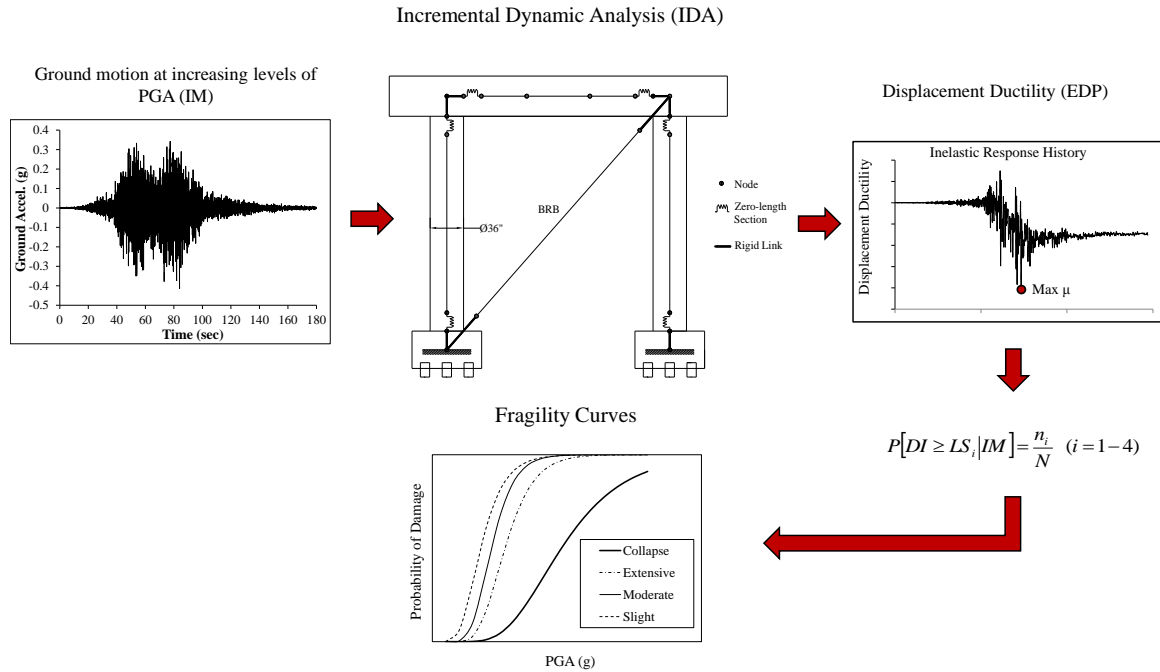 Incremental Dynamic Analysis (IDA)
Ground motion at increasing levels of
PGA (IM)
0.4
0.3
0.2
0.1
0
-0.1
-0.2
-0.3
-0.4
-0.5
Ground Accel. (g)
0 20 40 60 80 100 120 140 160 180
Time (sec)
BRB
Ø36"
Node
Zero-length
Section
Rigid Link
Displacement Ductility (EDP)
Inelastic Response History
Displacement Ductility
Max μ
P[DI ≥ LS_i|IM] = n_i/N (i = 1 − 4)
Fragility Curves
Probability of Damage
Collapse
Extensive
Moderate
Slight
PGA (g)